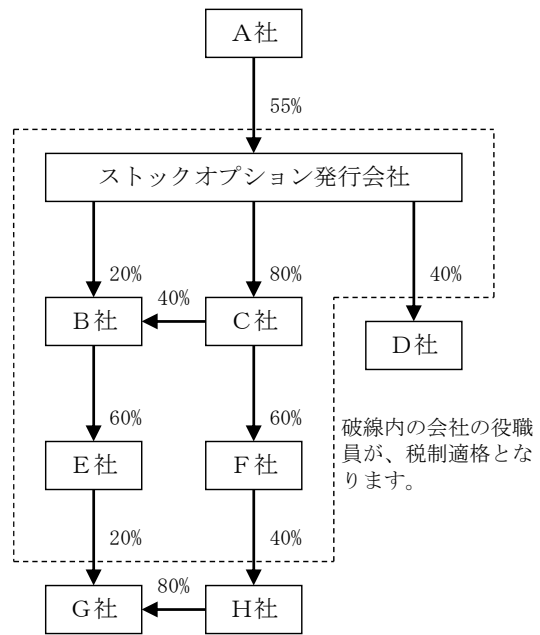 A社
55%
ストックオプション発行会社
20%
80%
40%
40%
B社
C社
D社
60%
60%
破線内の会社の役職
員が、税制適格とな
ります。
E社
F社
20%
40%
80%
G社
H社